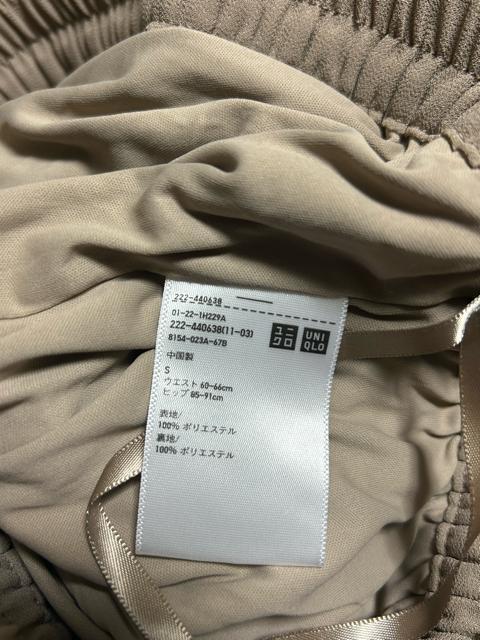 222-440638
01-22-1H229A
222-440638(11-03)
8154-023A-67B
ユニ
クロ
UNI
QLO
中国製
S
ウエスト 60-66cm
ヒップ 85-91cm
表地/
100% ポリエステル
裏地/
100% ポリエステル